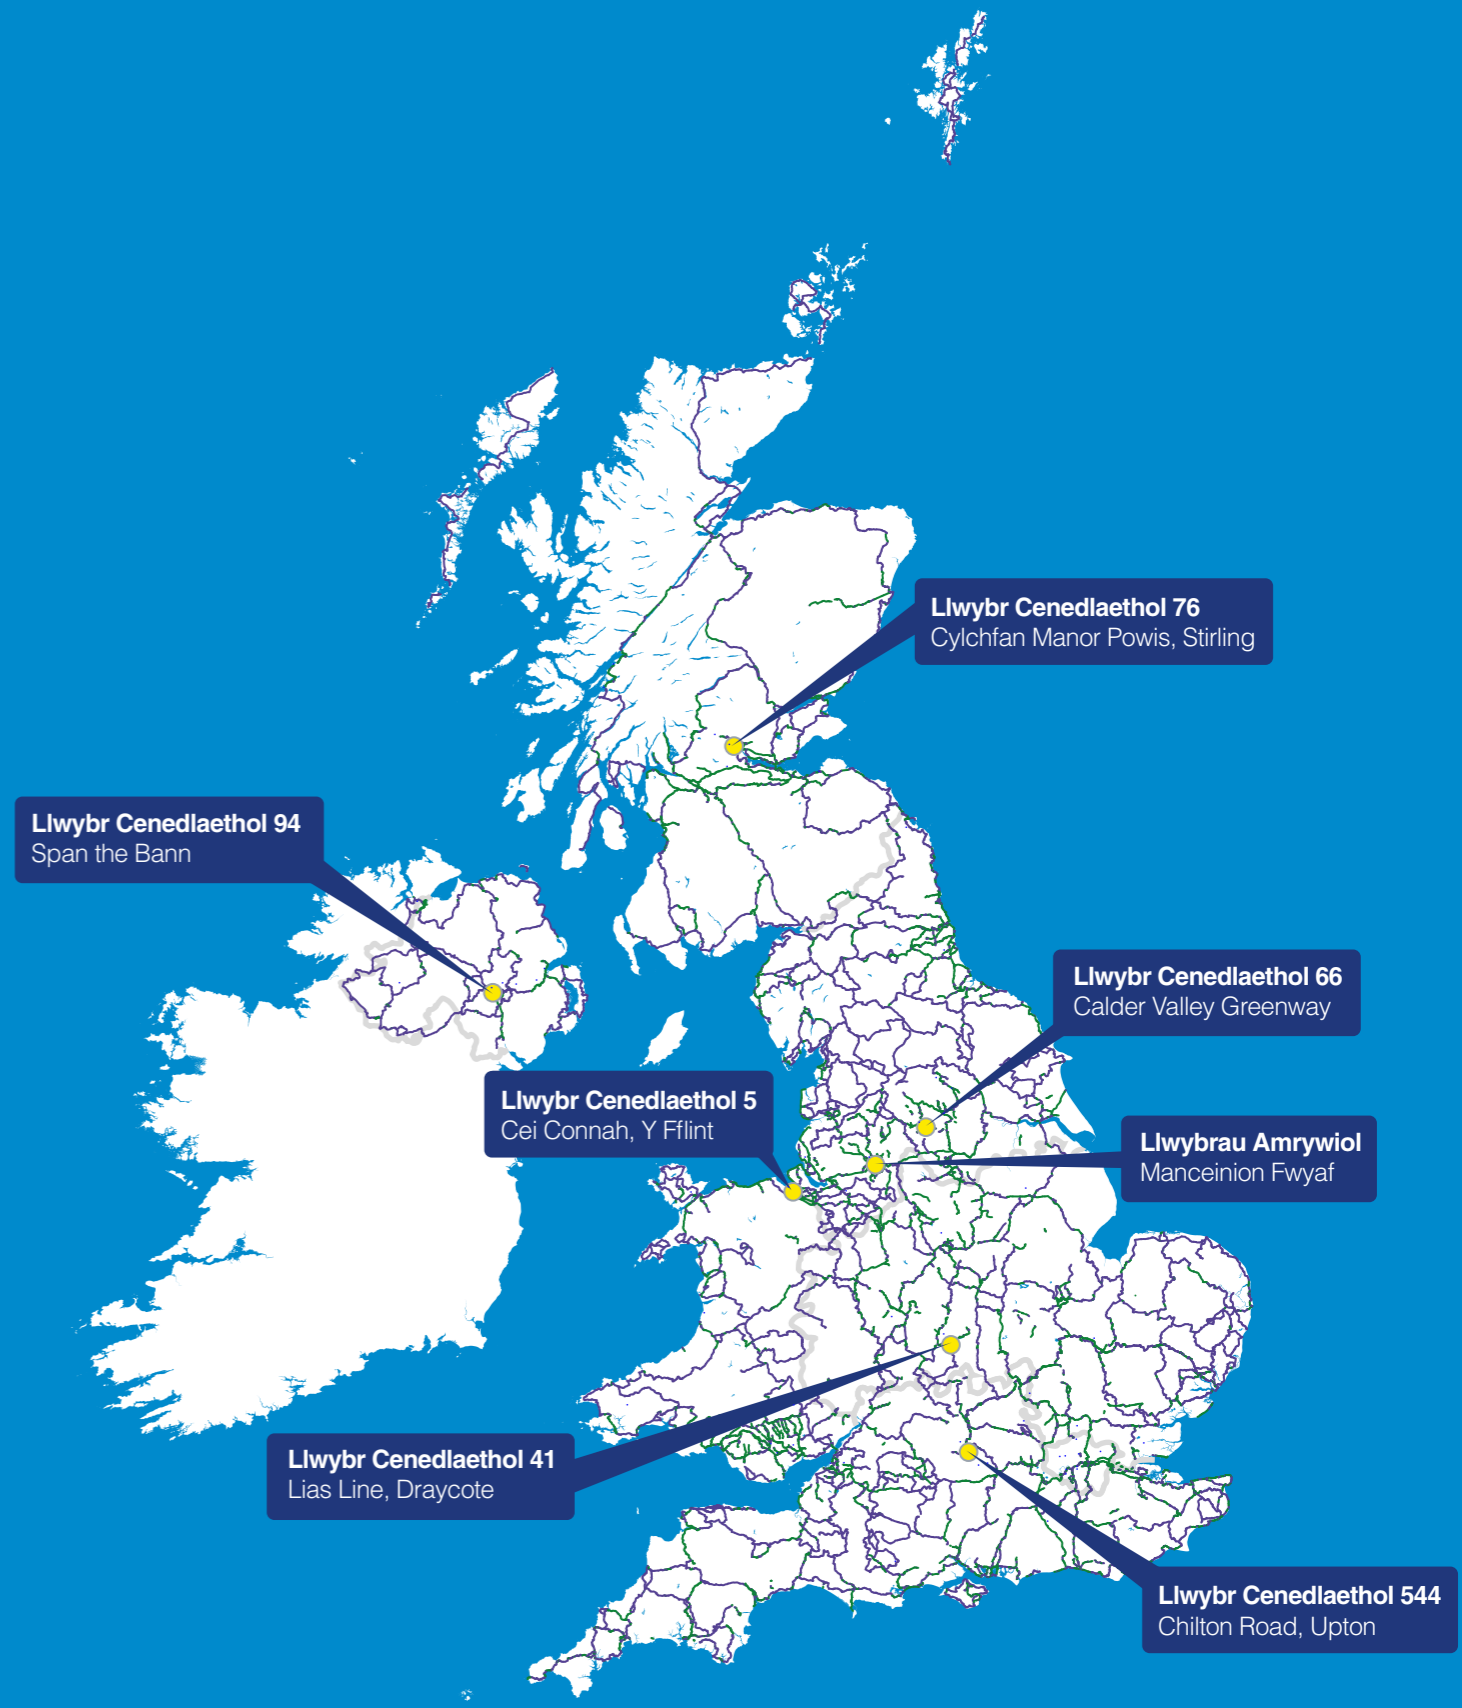 Llwybr Cenedlaethol 76
Cylchfan Manor Powis, Stirling
Llwybr Cenedlaethol 94
Span the Bann
Llwybr Cenedlaethol 66
Calder Valley Greenway
Llwybr Cenedlaethol 5
Cei Connah, Y Fflint
Llwybrau Amrywiol
Manceinion Fwyaf
Llwybr Cenedlaethol 41
Lias Line, Draycote
Llwybr Cenedlaethol 544
Chilton Road, Upton